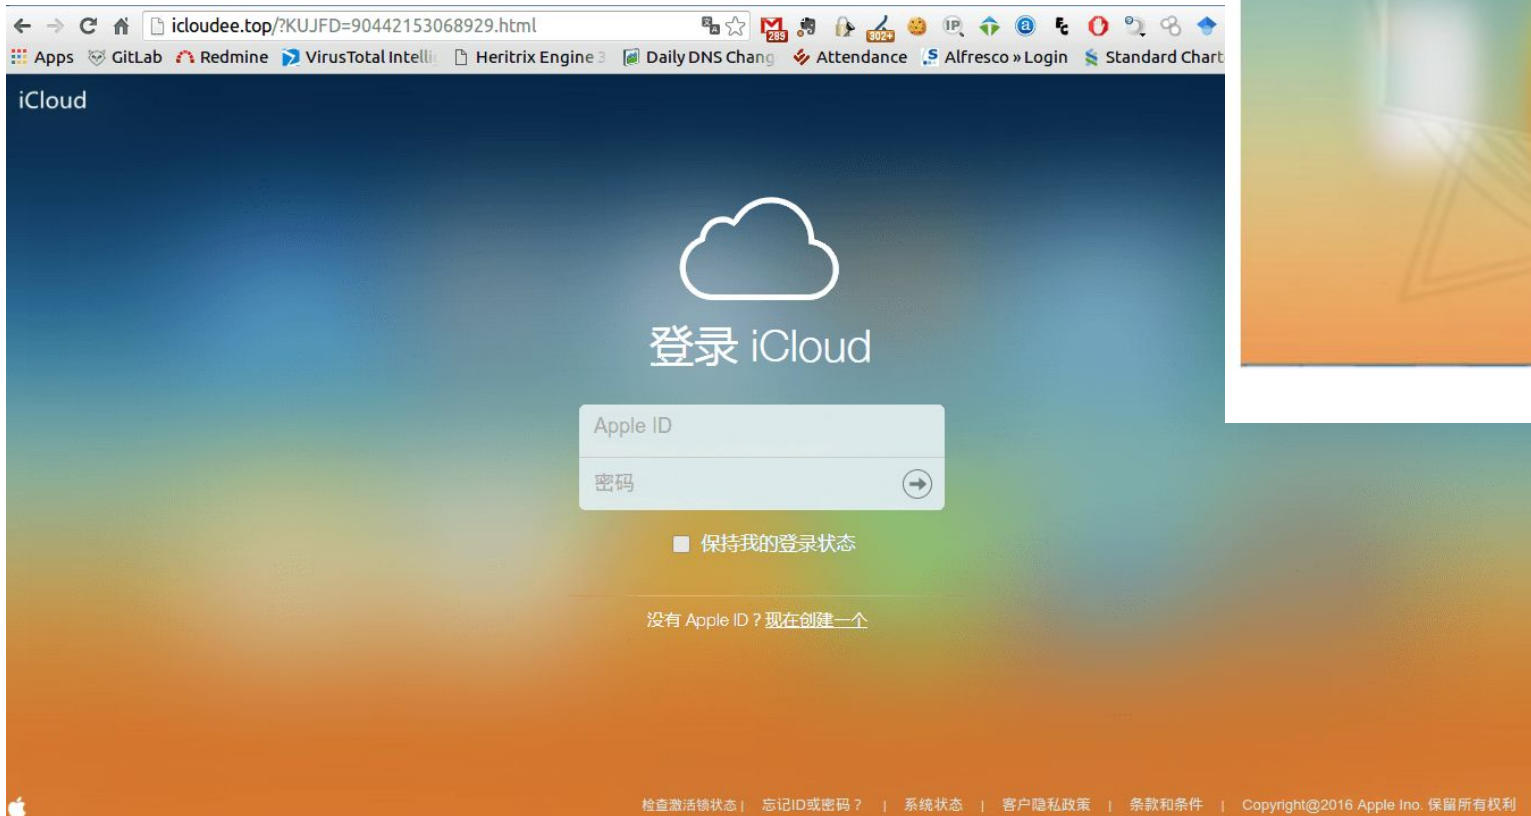 icloudee.top/?KUJFD=90442153068929.html
289
302+
IP
a
Apps GitLab Redmine VirusTotal Intelli Heritrix Engine 3 Daily DNS Chang Attendance Alfresco » Login Standard Chart
iCloud
登录 iCloud
Apple ID
密码
保持我的登录状态
没有 Apple ID？现在创建一个
检查激活锁状态 | 忘记ID或密码？ | 系统状态 | 客户隐私政策 | 条款和条件 | Copyright@2016 Apple Ino. 保留所有权利